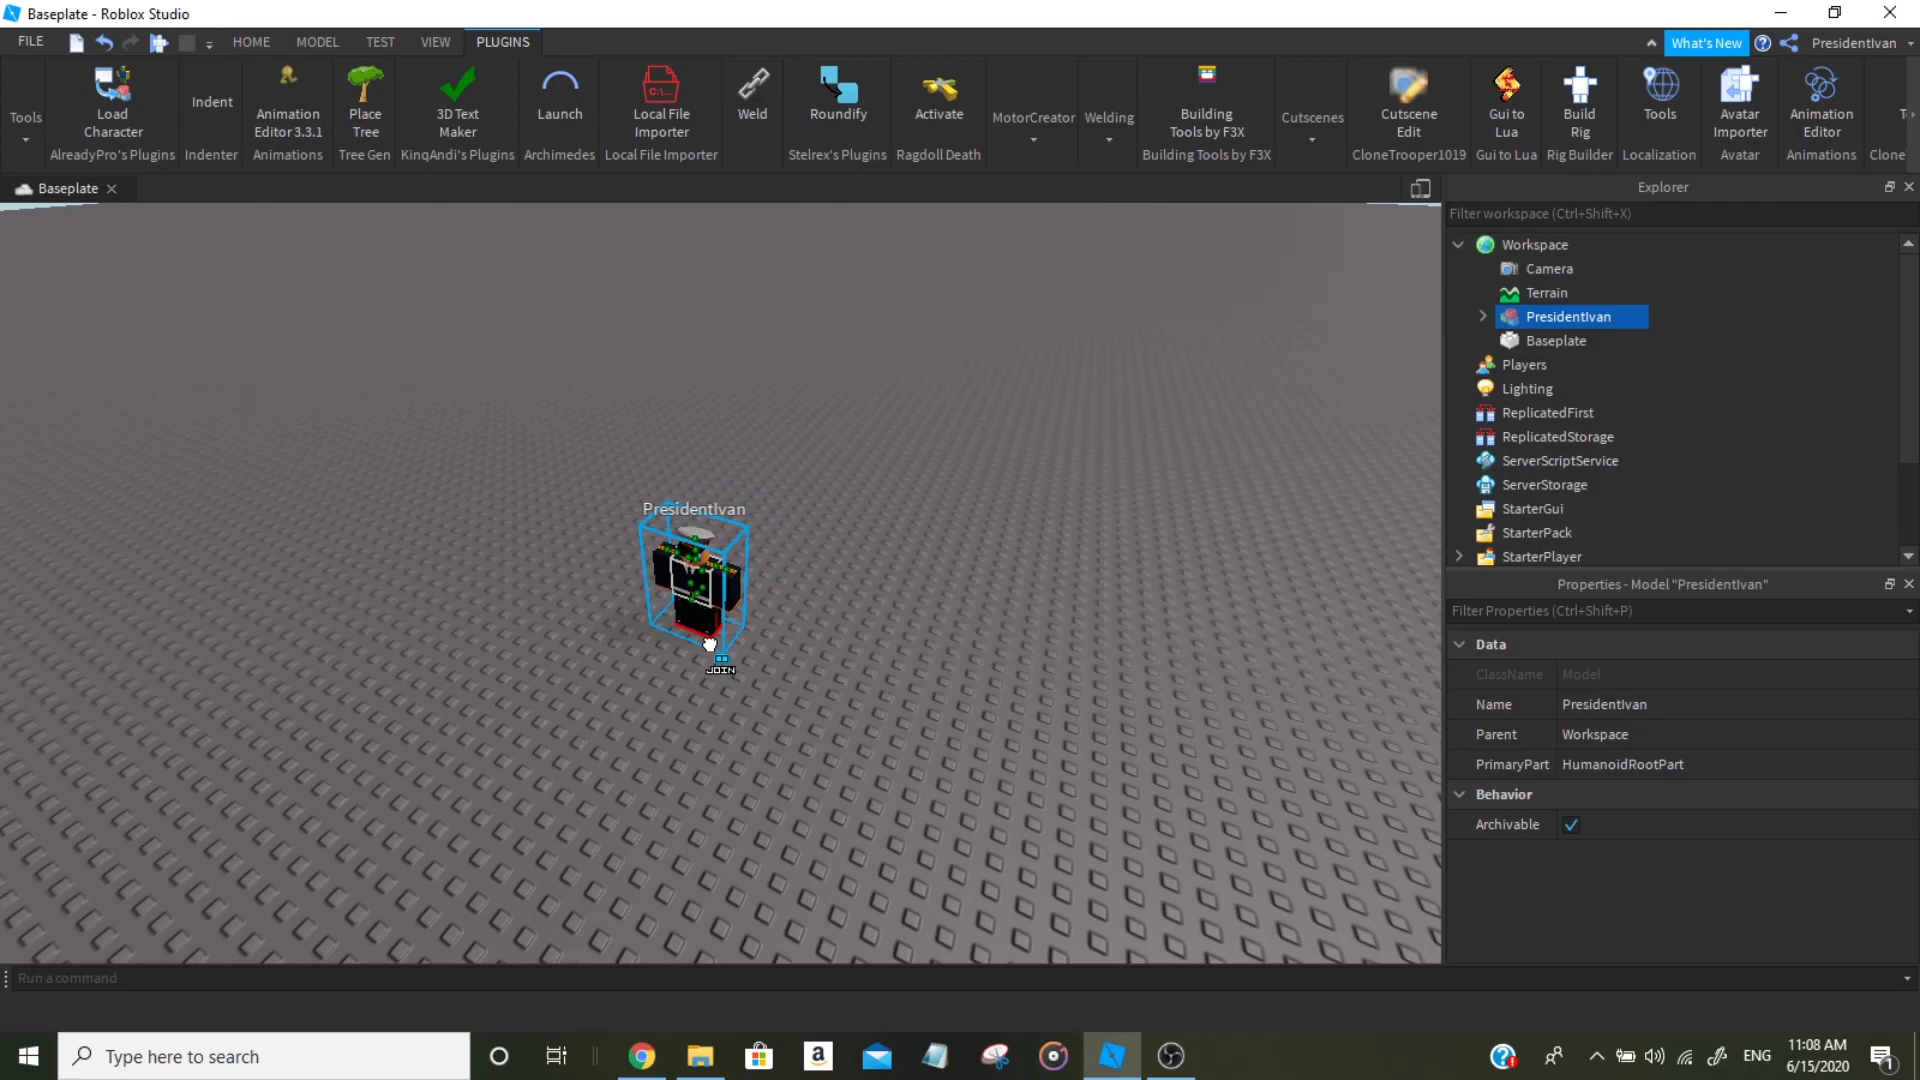 Baseplate - Roblox Studio
FILE HOME MODEL TEST VIEW PLUGINS What's New PresidentIvan
Tools
Load Character
AlreadyPro's Plugins
Indent
Indenter
Animation Editor 3.3.1
Animations
Place Tree
Tree Gen
3D Text Maker
KinqAndi's Plugins
Launch
Archimedes
C:\...
Local File Importer
Local File Importer
Weld
Roundify
Stelrex's Plugins
Activate
Ragdoll Death
MotorCreator
Welding
Building Tools by F3X
Building Tools by F3X
Cutscenes
Cutscene Edit
CloneTrooper1019
Gui to Lua
Gui to Lua
Build Rig
Rig Builder
Tools
Localization
Avatar Importer
Avatar
Animation Editor
Animations
Clone
Baseplate
PresidentIvan
JOIN
Explorer
Filter workspace (Ctrl+Shift+X)
Workspace
Camera
Terrain
PresidentIvan
Baseplate
Players
Lighting
ReplicatedFirst
ReplicatedStorage
ServerScriptService
ServerStorage
StarterGui
StarterPack
StarterPlayer
Properties - Model "PresidentIvan"
Filter Properties (Ctrl+Shift+P)
Data
ClassName Model
Name PresidentIvan
Parent Workspace
PrimaryPart HumanoidRootPart
Behavior
Archivable
Run a command
Type here to search
a
ENG
11:08 AM
6/15/2020
1